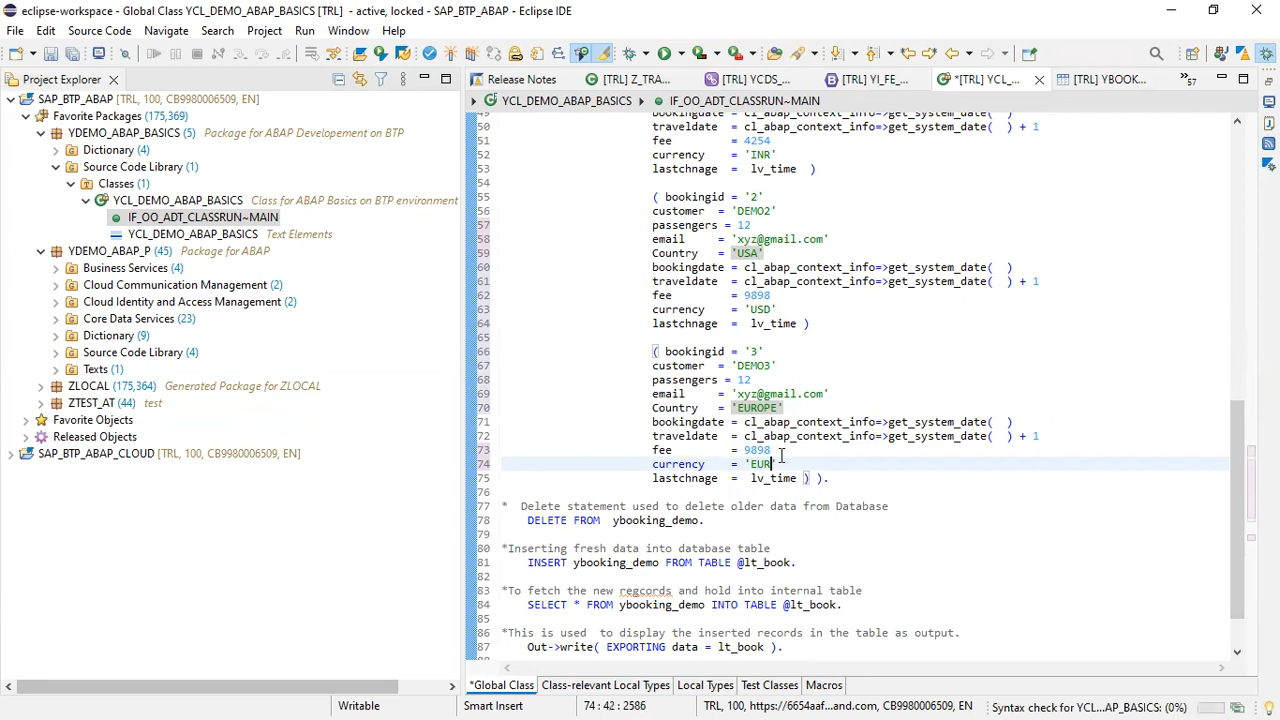 eclipse-workspace - Global Class YCL_DEMO_ABAP_BASICS [TRL] - active, locked - SAP_BTP_ABAP - Eclipse IDE
File Edit Source Code Navigate Search Project Run Window Help
Project Explorer
Release Notes [TRL] Z_TRA... [TRL] YCDS_... [TRL] YI_FE_... *[TRL] YCL_... [TRL] YBOOK... »57
YCL_DEMO_ABAP_BASICS IF_OO_ADT_CLASSRUN~MAIN
SAP_BTP_ABAP [TRL, 100, CB9980006509, EN]
Favorite Packages (175,369)
YDEMO_ABAP_BASICS (5) Package for ABAP Developement on BTP
Dictionary (4)
Source Code Library (1)
Classes (1)
YCL_DEMO_ABAP_BASICS Class for ABAP Basics on BTP environment
IF_OO_ADT_CLASSRUN~MAIN
YCL_DEMO_ABAP_BASICS Text Elements
YDEMO_ABAP_P (45) Package for ABAP
Business Services (4)
Cloud Communication Management (2)
Cloud Identity and Access Management (2)
Core Data Services (23)
Dictionary (9)
Source Code Library (4)
Texts (1)
ZLOCAL (175,364) Generated Package for ZLOCAL
ZTEST_AT (44) test
Favorite Objects
Released Objects
SAP_BTP_ABAP_CLOUD [TRL, 100, CB9980006509, EN]
49 bookingdate = cl_abap_context_info=>get_system_date( )
50 traveldate = cl_abap_context_info=>get_system_date( ) + 1
51 fee = 4254
52 currency = 'INR'
53 lastchnage = lv_time )
54
55 ( bookingid = '2'
56 customer = 'DEMO2'
57 passengers = 12
58 email = 'xyz@gmail.com'
59 Country = 'USA'
60 bookingdate = cl_abap_context_info=>get_system_date( )
61 traveldate = cl_abap_context_info=>get_system_date( ) + 1
62 fee = 9898
63 currency = 'USD'
64 lastchnage = lv_time )
65
66 ( bookingid = '3'
67 customer = 'DEMO3'
68 passengers = 12
69 email = 'xyz@gmail.com'
70 Country = 'EUROPE'
71 bookingdate = cl_abap_context_info=>get_system_date( )
72 traveldate = cl_abap_context_info=>get_system_date( ) + 1
73 fee = 9898
74 currency = 'EUR'
75 lastchnage = lv_time ) ).
76
77 * Delete statement used to delete older data from Database
78 DELETE FROM ybooking_demo.
79
80 *Inserting fresh data into database table
81 INSERT ybooking_demo FROM TABLE @lt_book.
82
83 *To fetch the new regcords and hold into internal table
84 SELECT * FROM ybooking_demo INTO TABLE @lt_book.
85
86 *This is used to display the inserted records in the table as output.
87 Out->write( EXPORTING data = lt_book ).
88
*Global Class Class-relevant Local Types Local Types Test Classes Macros
Writable Smart Insert 74 : 42 : 2586 TRL, 100, https://6654aaf...and.com, CB9980006509, EN Syntax check for YCL...AP_BASICS: (0%)